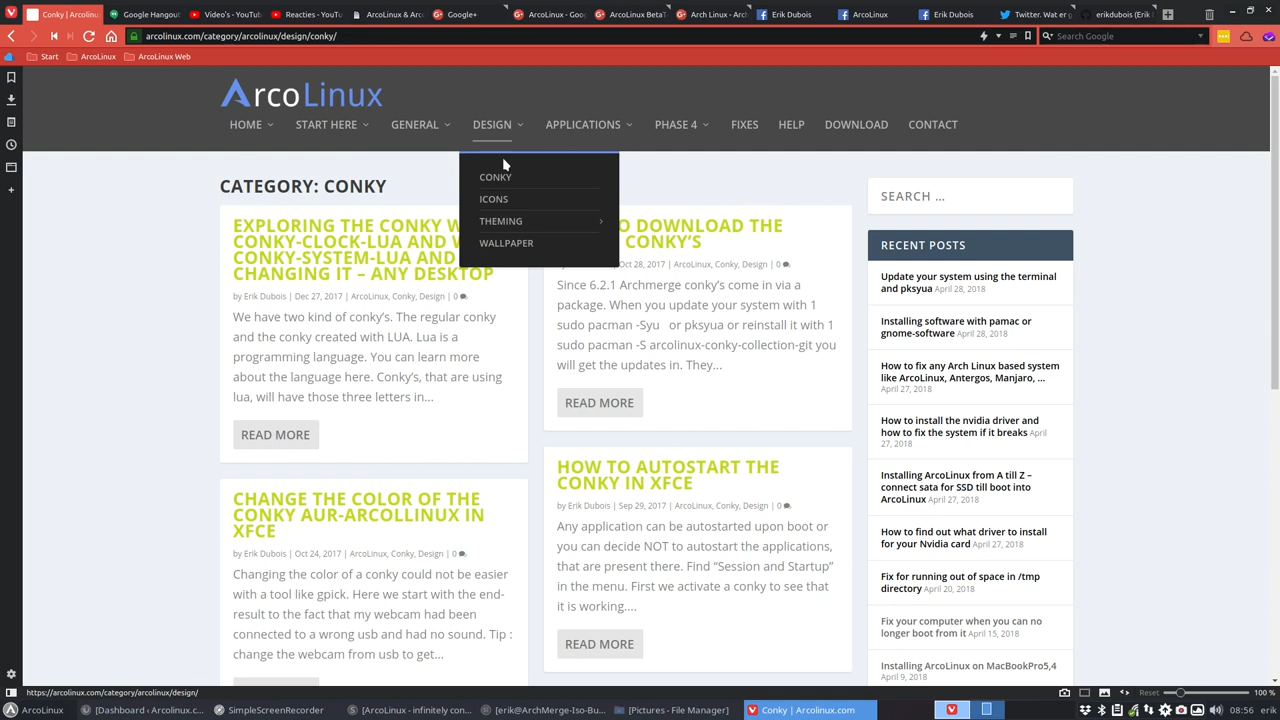 Conky | Arcolinux
Google Hangout
Video's - YouTub
Reactions - YouT
ArcoLinux & Arc
Google+
ArcoLinux - Goo
ArcoLinux BetaT
Arch Linux - Arch
Erik Dubois
ArcoLinux
Erik Dubois
Twitter. Wat er g
erikdubois (Erik
arcolinux.com/category/arcolinux/design/conky/
Search Google
Start
ArcoLinux
ArcoLinux Web
ArcoLinux
HOME
START HERE
GENERAL
DESIGN
APPLICATIONS
PHASE 4
FIXES
HELP
DOWNLOAD
CONTACT
CONKY
ICONS
THEMING
WALLPAPER
CATEGORY: CONKY
EXPLORING THE CONKY W
CONKY-CLOCK-LUA AND
CONKY-SYSTEM-LUA AND
CHANGING IT – ANY DESKTOP
by Erik Dubois | Dec 27, 2017 | ArcoLinux, Conky, Design | 0
We have two kind of conky's. The regular conky
and the conky created with LUA. Lua is a
programming language. You can learn more
about the language here. Conky's, that are using
lua, will have those three letters in...
READ MORE
O DOWNLOAD THE
CONKY'S
Oct 28, 2017 | ArcoLinux, Conky, Design | 0
Since 6.2.1 Archmerge conky's come in via a
package. When you update your system with 1
sudo pacman -Syu or pksyua or reinstall it with 1
sudo pacman -S arcolinux-conky-collection-git you
will get the updates in. They...
READ MORE
CHANGE THE COLOR OF THE
CONKY AUR-ARCOLLINUX IN
XFCE
by Erik Dubois | Oct 24, 2017 | ArcoLinux, Conky, Design | 0
Changing the color of a conky could not be easier
with a tool like gpick. Here we start with the end-
result to the fact that my webcam had been
connected to a wrong usb and had no sound. Tip :
change the webcam from usb to get...
HOW TO AUTOSTART THE
CONKY IN XFCE
by Erik Dubois | Sep 29, 2017 | ArcoLinux, Conky, Design | 0
Any application can be autostarted upon boot or
you can decide NOT to autostart the applications,
that are present there. Find “Session and Startup”
in the menu. First we activate a conky to see that
it is working....
READ MORE
SEARCH …
RECENT POSTS
Update your system using the terminal
and pksyua April 28, 2018
Installing software with pamac or
gnome-software April 28, 2018
How to fix any Arch Linux based system
like ArcoLinux, Antergos, Manjaro, ...
April 27, 2018
How to install the nvidia driver and
how to fix the system if it breaks April
27, 2018
Installing ArcoLinux from A till Z –
connect sata for SSD till boot into
ArcoLinux April 27, 2018
How to find out what driver to install
for your Nvidia card April 27, 2018
Fix for running out of space in /tmp
directory April 20, 2018
Fix your computer when you can no
longer boot from it April 15, 2018
Installing ArcoLinux on MacBookPro5,4
April 9, 2018
https://arcolinux.com/category/arcolinux/design/
Reset
100 %
ArcoLinux
[Dashboard ‹ Arcolinux.c...
SimpleScreenRecorder
[ArcoLinux - infinitely con...
[erik@ArchMerge-Iso-Bu...
[Pictures - File Manager]
Conky | Arcolinux.com
08:56
erik